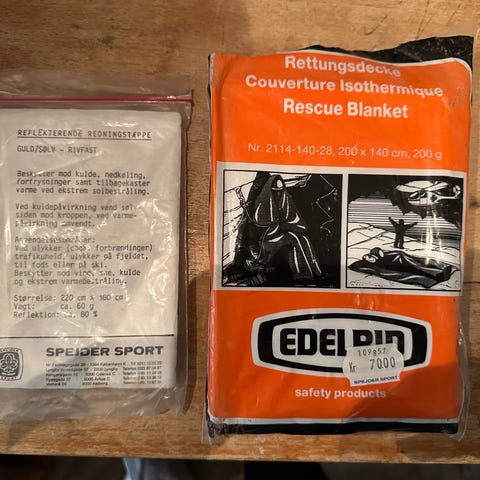 REFLEKTERENDE REDNINGSTÆPPE
GULD/SØLV - RIVFAST
Beskytter mod kulde, nedkøling,
forfrysninger samt tilbagekaster
varme ved ekstrem solbestråling.
Ved kuldepåvirkning vend sølv
siden mod kroppen, ved varme-
påvirkning omvendt.
Anvendelsesområder:
Ved ulykker (chok, forbrændinger)
trafikuheld, ulykker på fjeldet,
til fods eller på ski.
Beskytter mod vind, sne, kulde
og ekstrem varmebestråling.
Størrelse: 220 cm x 160 cm
Vægt: ca. 60 g
Reflektion: ca. 80 %
SPEJDER SPORT
Rettungsdecke
Couverture Isothermique
Rescue Blanket
Nr. 2114-140-28, 200 x 140 cm, 200 g
EDELRID
109857
Kr 7000
SPEJDER SPORT
safety products